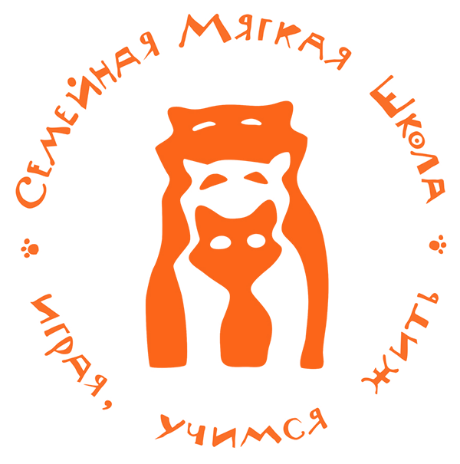 Семейная Мягкая Школа
играя, учимся жить